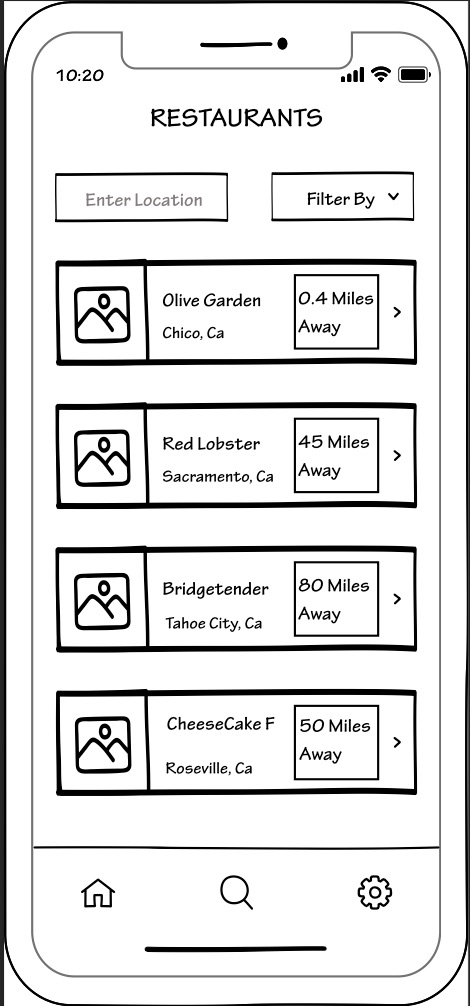 10:20
RESTAURANTS
Enter Location
Filter By
Olive Garden
Chico, Ca
0.4 Miles
Away
Red Lobster
Sacramento, Ca
45 Miles
Away
Bridgetender
Tahoe City, Ca
80 Miles
Away
CheeseCake F
Roseville, Ca
50 Miles
Away